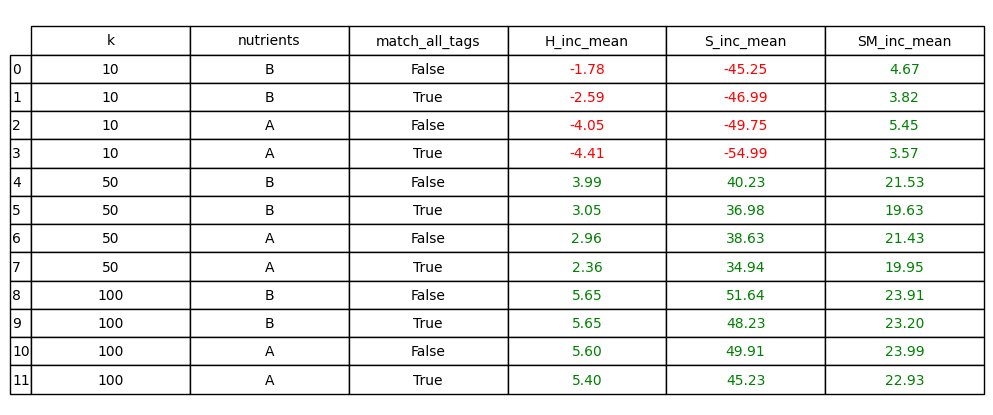 k nutrients match_all_tags H_inc_mean S_inc_mean SM_inc_mean
0 10 B False -1.78 -45.25 4.67
1 10 B True -2.59 -46.99 3.82
2 10 A False -4.05 -49.75 5.45
3 10 A True -4.41 -54.99 3.57
4 50 B False 3.99 40.23 21.53
5 50 B True 3.05 36.98 19.63
6 50 A False 2.96 38.63 21.43
7 50 A True 2.36 34.94 19.95
8 100 B False 5.65 51.64 23.91
9 100 B True 5.65 48.23 23.20
10 100 A False 5.60 49.91 23.99
11 100 A True 5.40 45.23 22.93